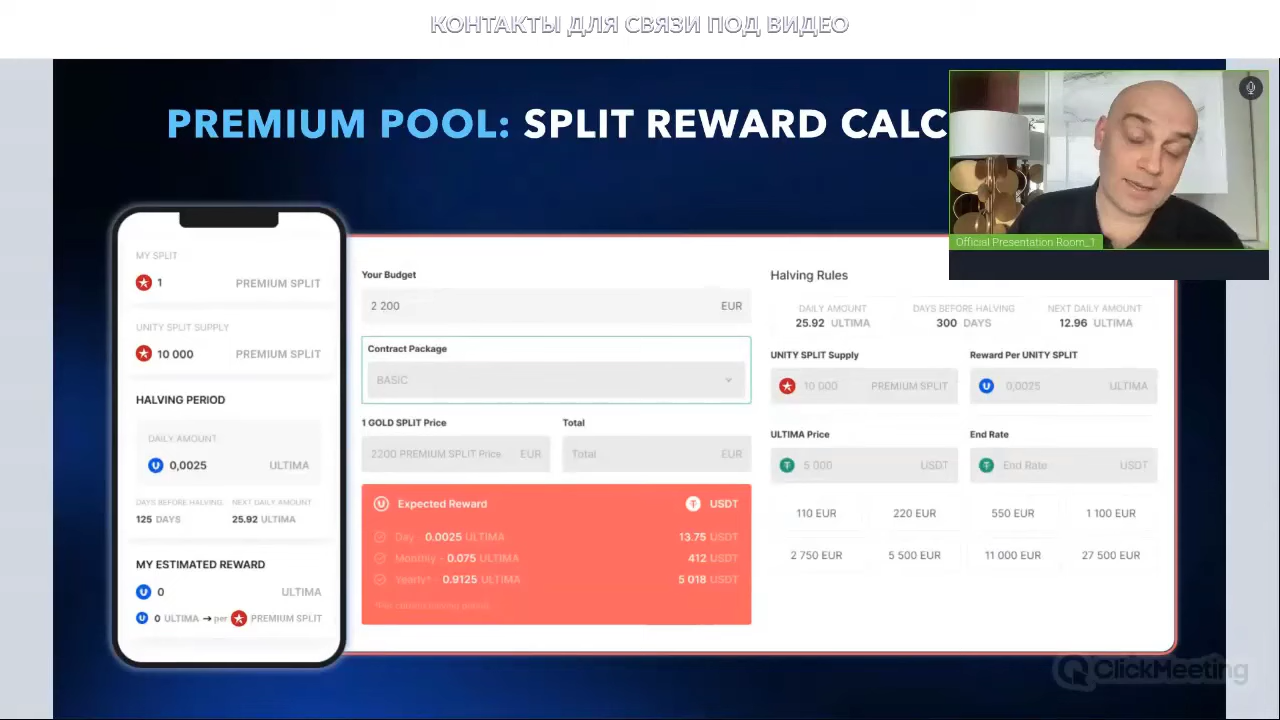 КОНТАКТЫ ДЛЯ СВЯЗИ ПОД ВИДЕО
PREMIUM POOL: SPLIT REWARD CALC
Official Presentation Room_1
MY SPLIT
1 PREMIUM SPLIT
UNITY SPLIT SUPPLY
10 000 PREMIUM SPLIT
HALVING PERIOD
DAILY AMOUNT
0,0025 ULTIMA
DAYS BEFORE HALVING NEXT DAILY AMOUNT
125 DAYS 25.92 ULTIMA
MY ESTIMATED REWARD
0 ULTIMA
0 ULTIMA → per PREMIUM SPLIT
Your Budget
2 200 EUR
Contract Package
BASIC
1 GOLD SPLIT Price Total
2200 PREMIUM SPLIT Price EUR Total EUR
Expected Reward USDT
Day - 0.0025 ULTIMA 13.75 USDT
Monthly - 0.075 ULTIMA 412 USDT
Yearly* - 0.9125 ULTIMA 5 018 USDT
Halving Rules
DAILY AMOUNT DAYS BEFORE HALVING NEXT DAILY AMOUNT
25.92 ULTIMA 300 DAYS 12.96 ULTIMA
UNITY SPLIT Supply Reward Per UNITY SPLIT
10 000 PREMIUM SPLIT 0,0025 ULTIMA
ULTIMA Price End Rate
5 000 USDT End Rate USDT
110 EUR 220 EUR 550 EUR 1 100 EUR
2 750 EUR 5 500 EUR 11 000 EUR 27 500 EUR
ClickMeeting